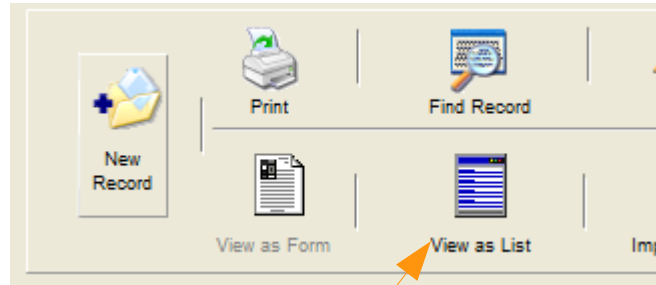 New
Record
Print
Find Record
View as Form
View as List